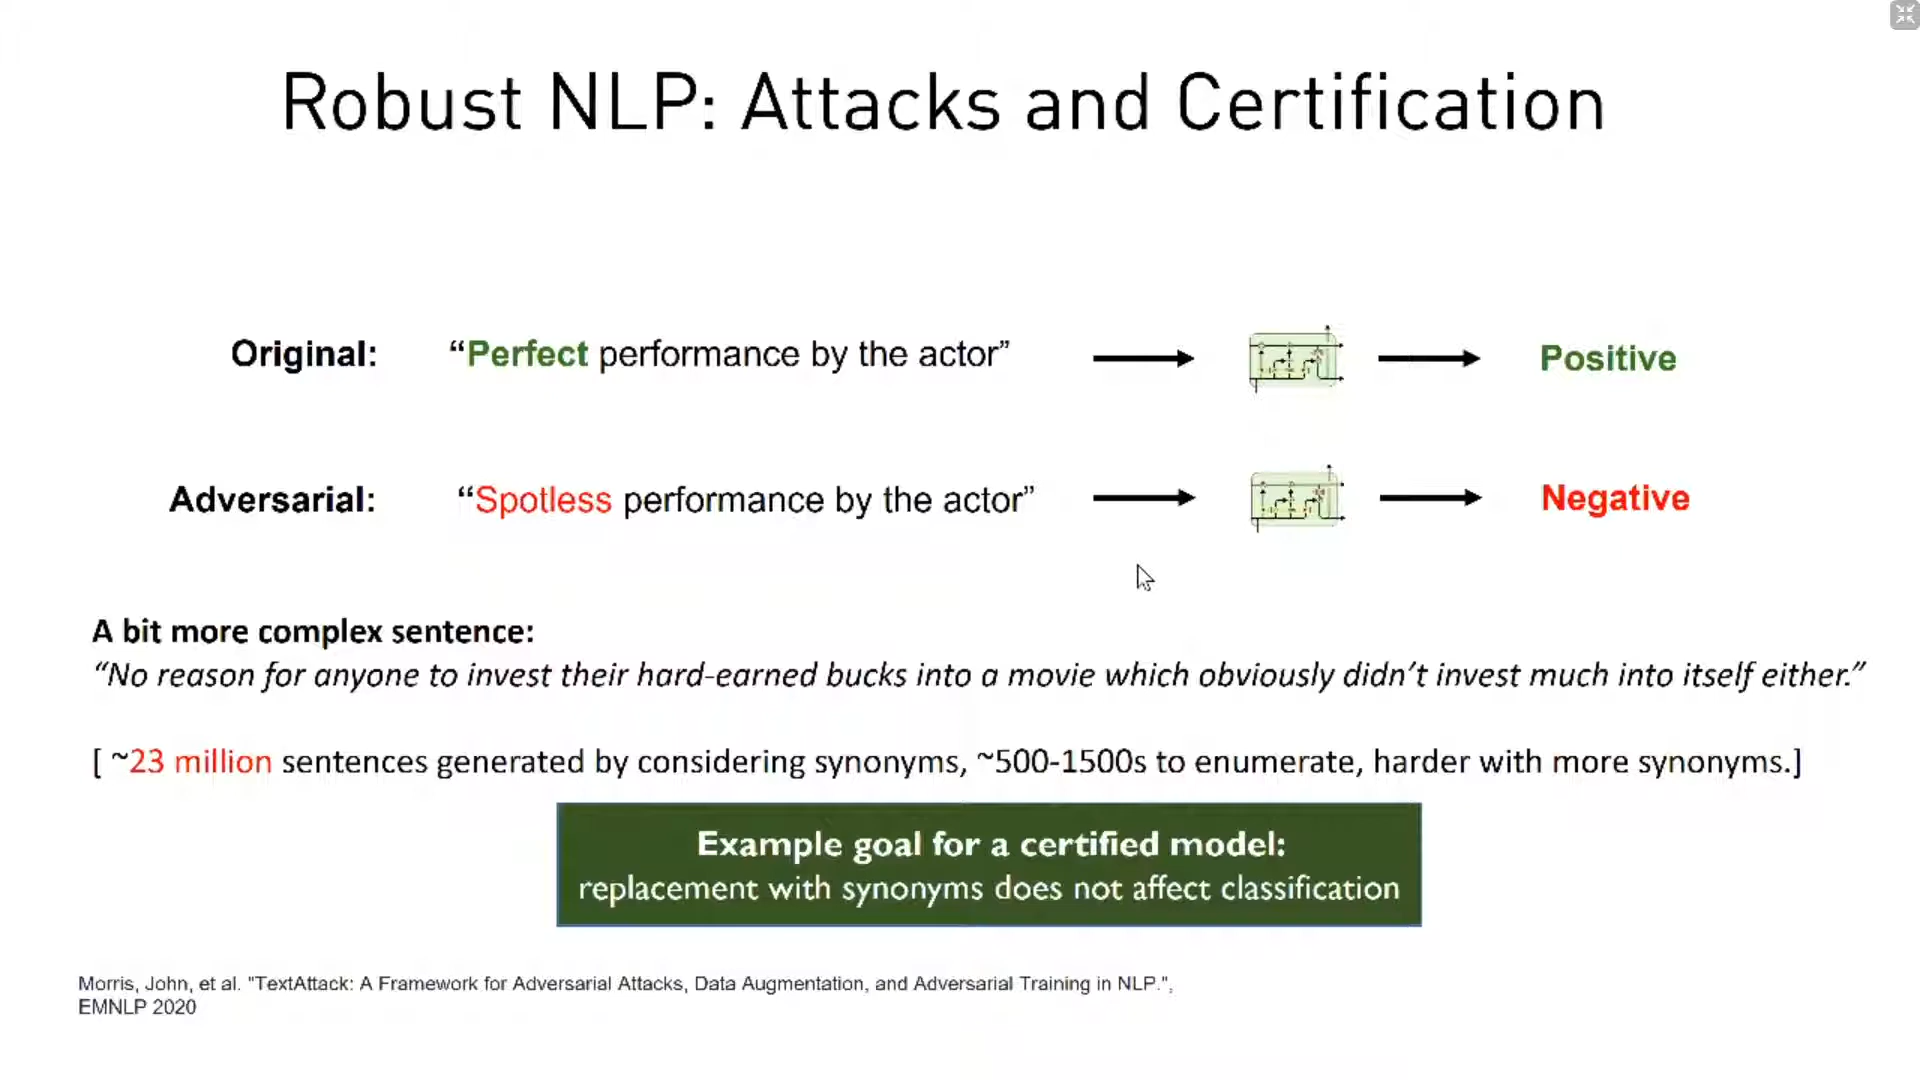 Robust NLP: Attacks and Certification
Original: “Perfect performance by the actor” Positive
Adversarial: “Spotless performance by the actor” Negative
A bit more complex sentence:
“No reason for anyone to invest their hard-earned bucks into a movie which obviously didn’t invest much into itself either.”
[ ~23 million sentences generated by considering synonyms, ~500-1500s to enumerate, harder with more synonyms.]
Example goal for a certified model:
replacement with synonyms does not affect classification
Morris, John, et al. "TextAttack: A Framework for Adversarial Attacks, Data Augmentation, and Adversarial Training in NLP.",
EMNLP 2020